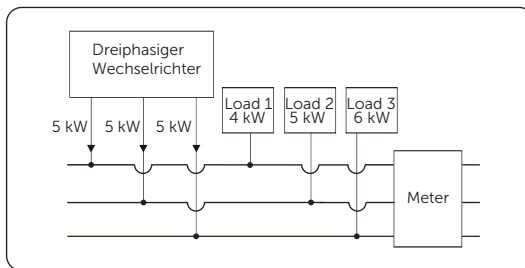 Dreiphasiger
Wechselrichter
5 kW
5 kW
5 kW
Load 1
4 kW
Load 2
5 kW
Load 3
6 kW
Meter